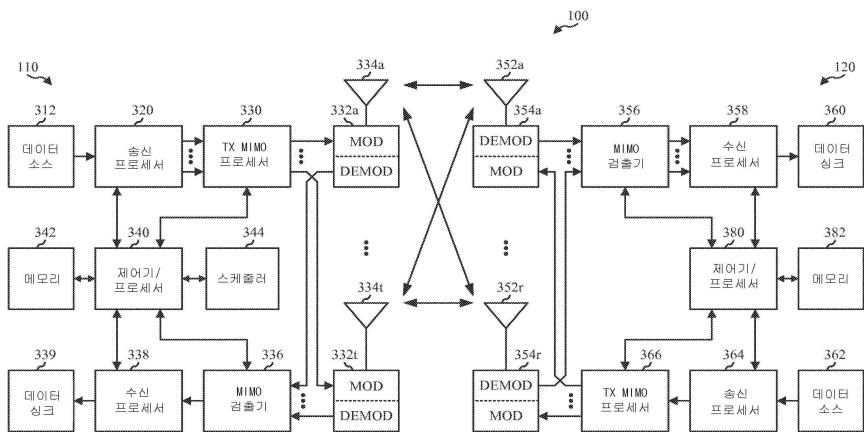 100
110
334a
352a
120
312
320
330
332a
354a
356
358
360
데이터
소스
송신
프로세서
TX MIMO
프로세서
MOD
DEMOD
DEMOD
MOD
MIMO
검출기
수신
프로세서
데이터
싱크
342
340
344
380
382
메모리
제어기/
프로세서
스케줄러
제어기/
프로세서
메모리
334t
352r
339
338
336
332t
354r
366
364
362
데이터
싱크
수신
프로세서
MIMO
검출기
MOD
DEMOD
DEMOD
MOD
TX MIMO
프로세서
송신
프로세서
데이터
소스